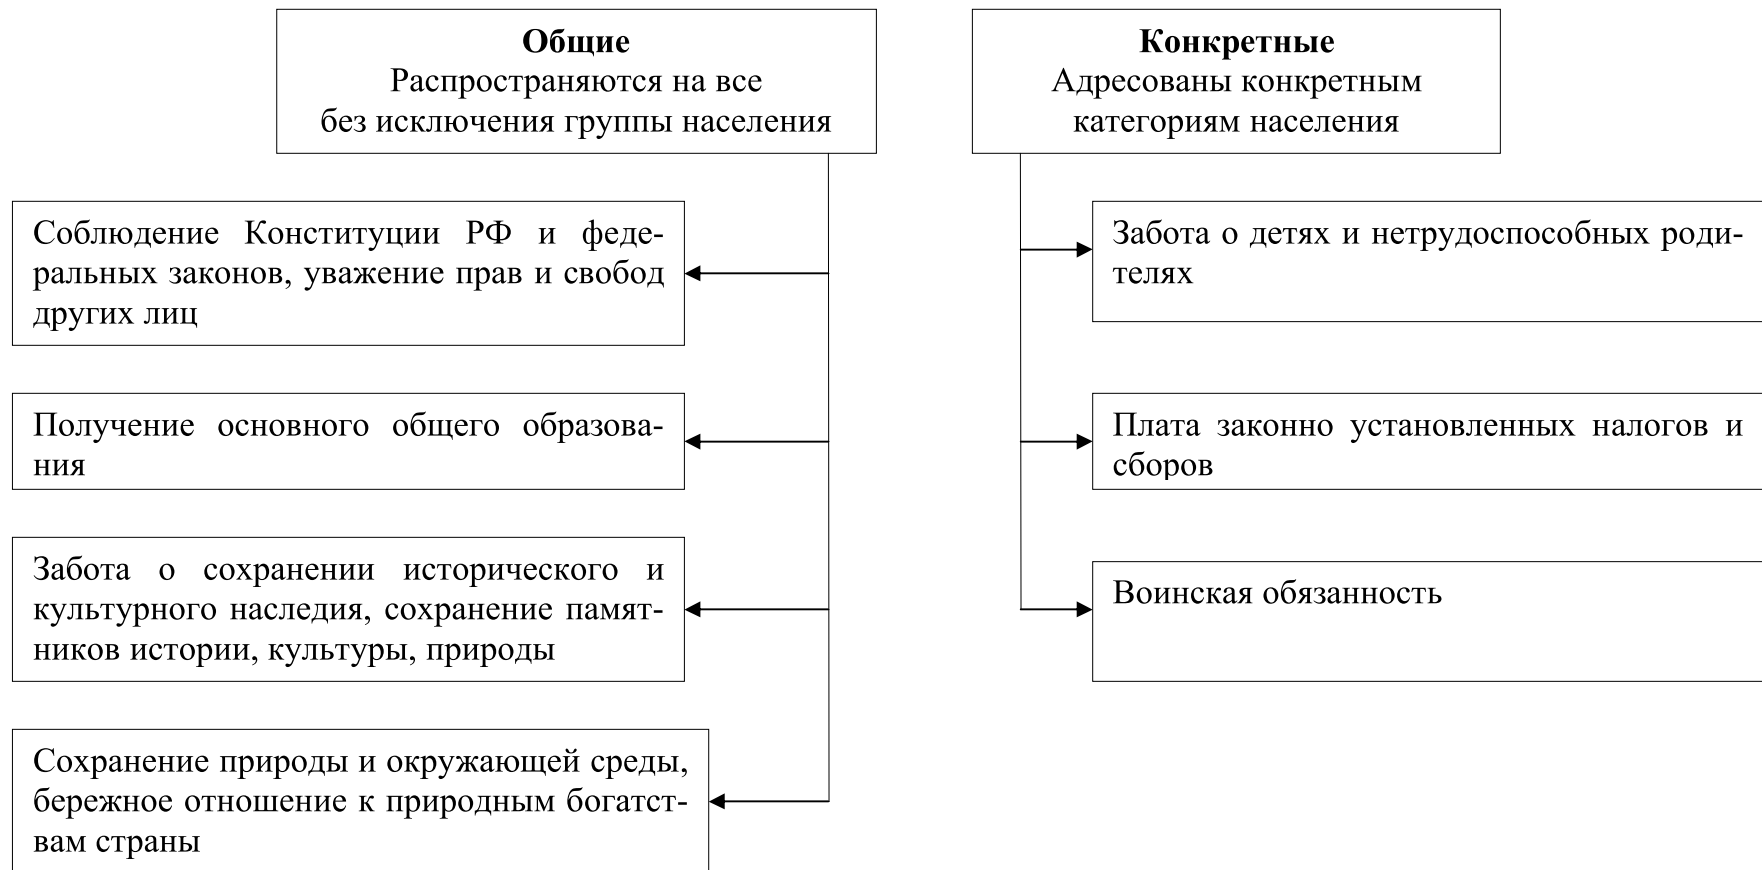 Общие
Распространяются на все
без исключения группы населения
Соблюдение Конституции РФ и феде-
ральных законов, уважение прав и свобод
других лиц
Получение основного общего образова-
ния
Забота о сохранении исторического и
культурного наследия, сохранение памят-
ников истории, культуры, природы
Сохранение природы и окружающей среды,
бережное отношение к природным богатст-
вам страны
Конкретные
Адресованы конкретным
категориям населения
Забота о детях и нетрудоспособных роди-
телях
Плата законно установленных налогов и
сборов
Воинская обязанность